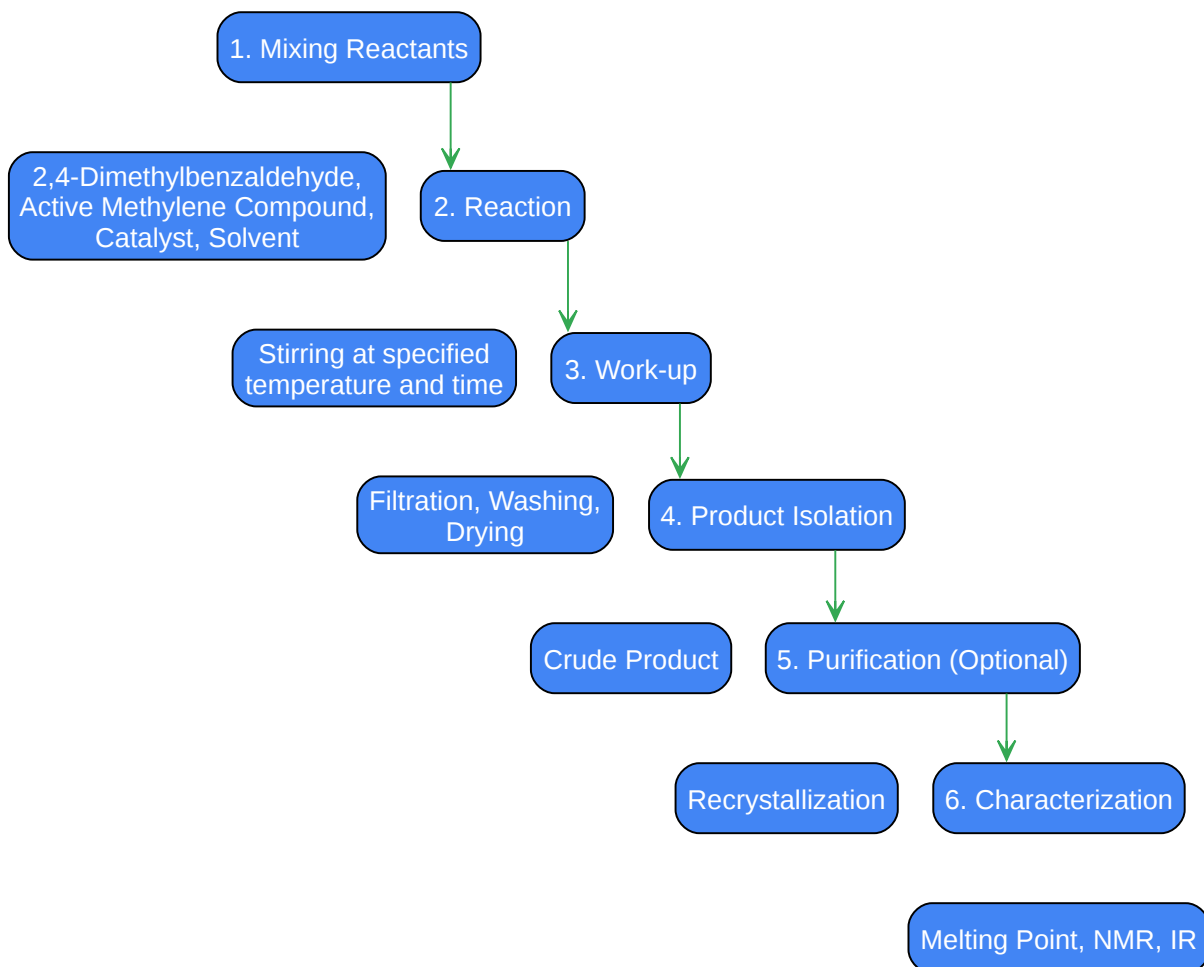 1. Mixing Reactants
2,4-Dimethylbenzaldehyde,
Active Methylene Compound,
Catalyst, Solvent
2. Reaction
Stirring at specified
temperature and time
3. Work-up
Filtration, Washing,
Drying
4. Product Isolation
Crude Product
5. Purification (Optional)
Recrystallization
6. Characterization
Melting Point, NMR, IR